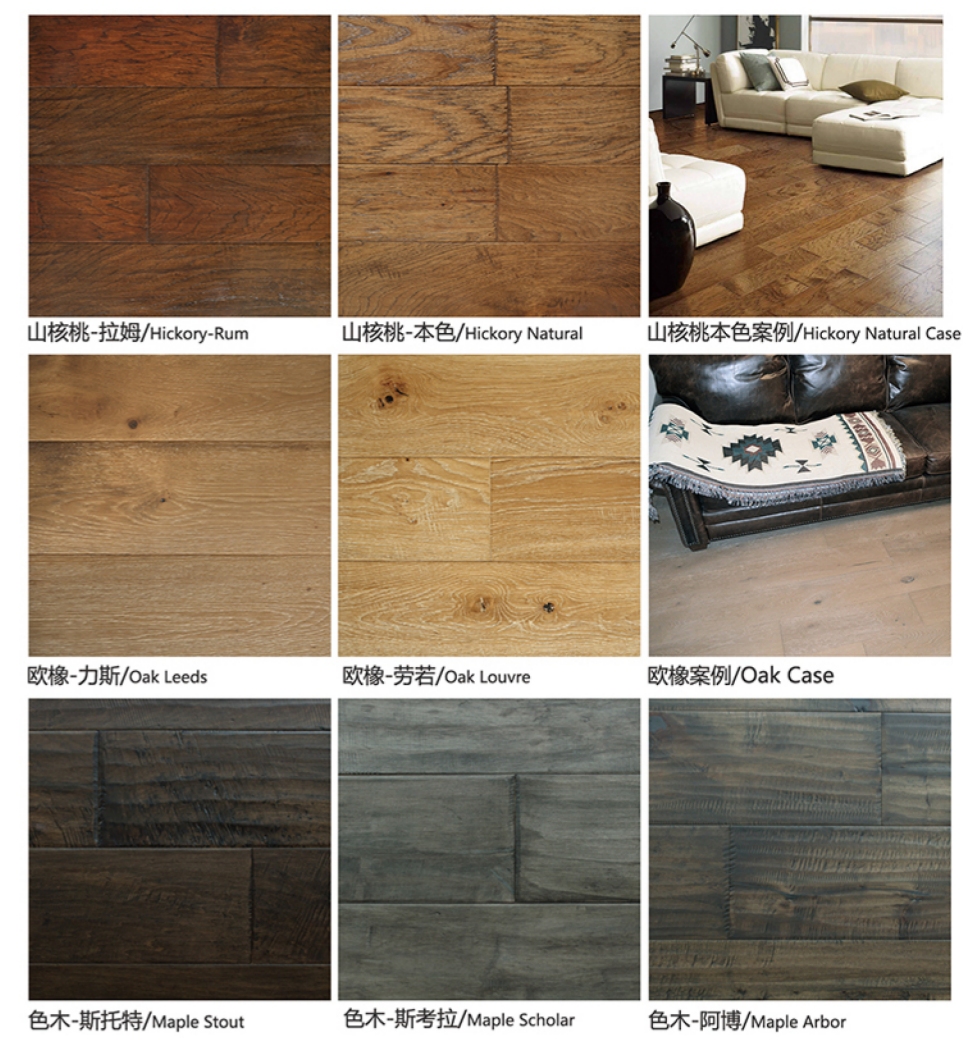 山核桃-拉姆/Hickory-Rum
山核桃-本色/Hickory Natural
山核桃本色案例/Hickory Natural Case
欧橡-力斯/Oak Leeds
欧橡-劳若/Oak Louvre
欧橡案例/Oak Case
色木-斯托特/Maple Stout
色木-斯考拉/Maple Scholar
色木-阿博/Maple Arbor